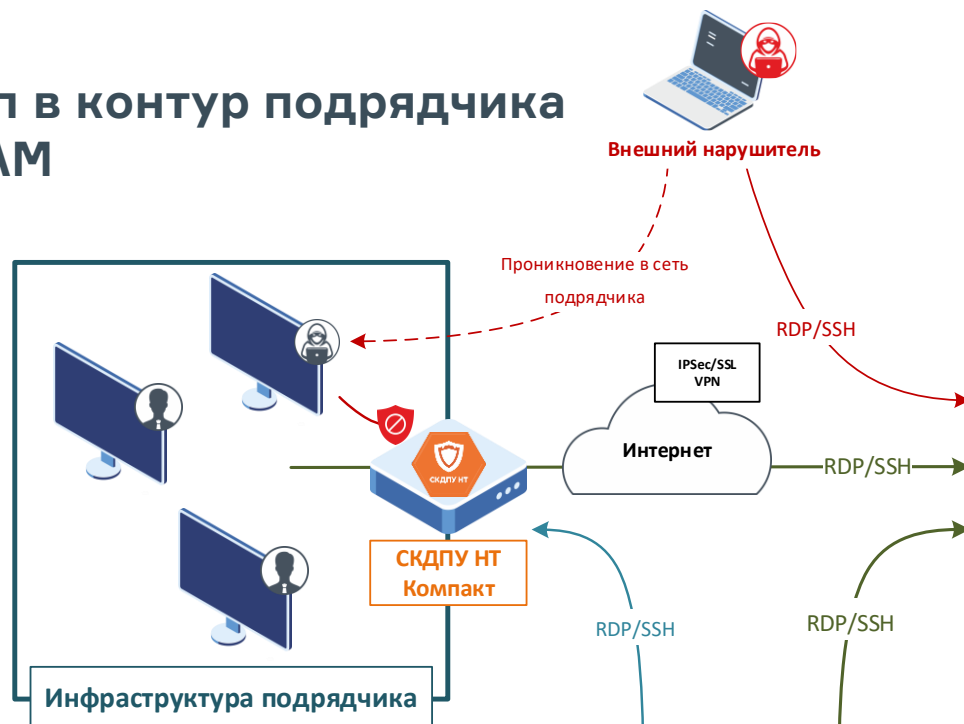 п в контур подрядчика
АМ
Внешний нарушитель
Проникновение в сеть
подрядчика
RDP/SSH
IPSec/SSL
VPN
Интернет
RDP/SSH
СКДПУ НТ
СКДПУ НТ
Компакт
RDP/SSH
RDP/SSH
Инфраструктура подрядчика